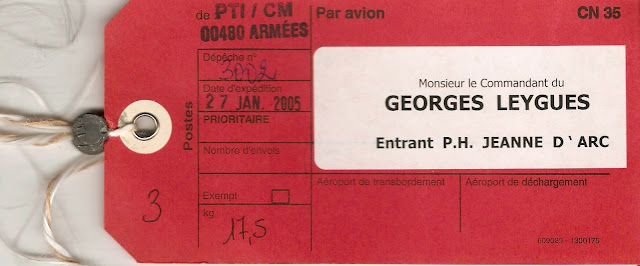 de PTI / CM
00480 ARMÉES
Par avion
CN 35
Dépêche n°
3002
Date d'expédition
27 JAN. 2005
PRIORITAIRE
Nombre d'envois
Postes
Exempt
kg
17,5
3
Monsieur le Commandant du
GEORGES LEYGUES
Entrant P.H. JEANNE D'ARC
Aéroport de transbordement
Aéroport de déchargement